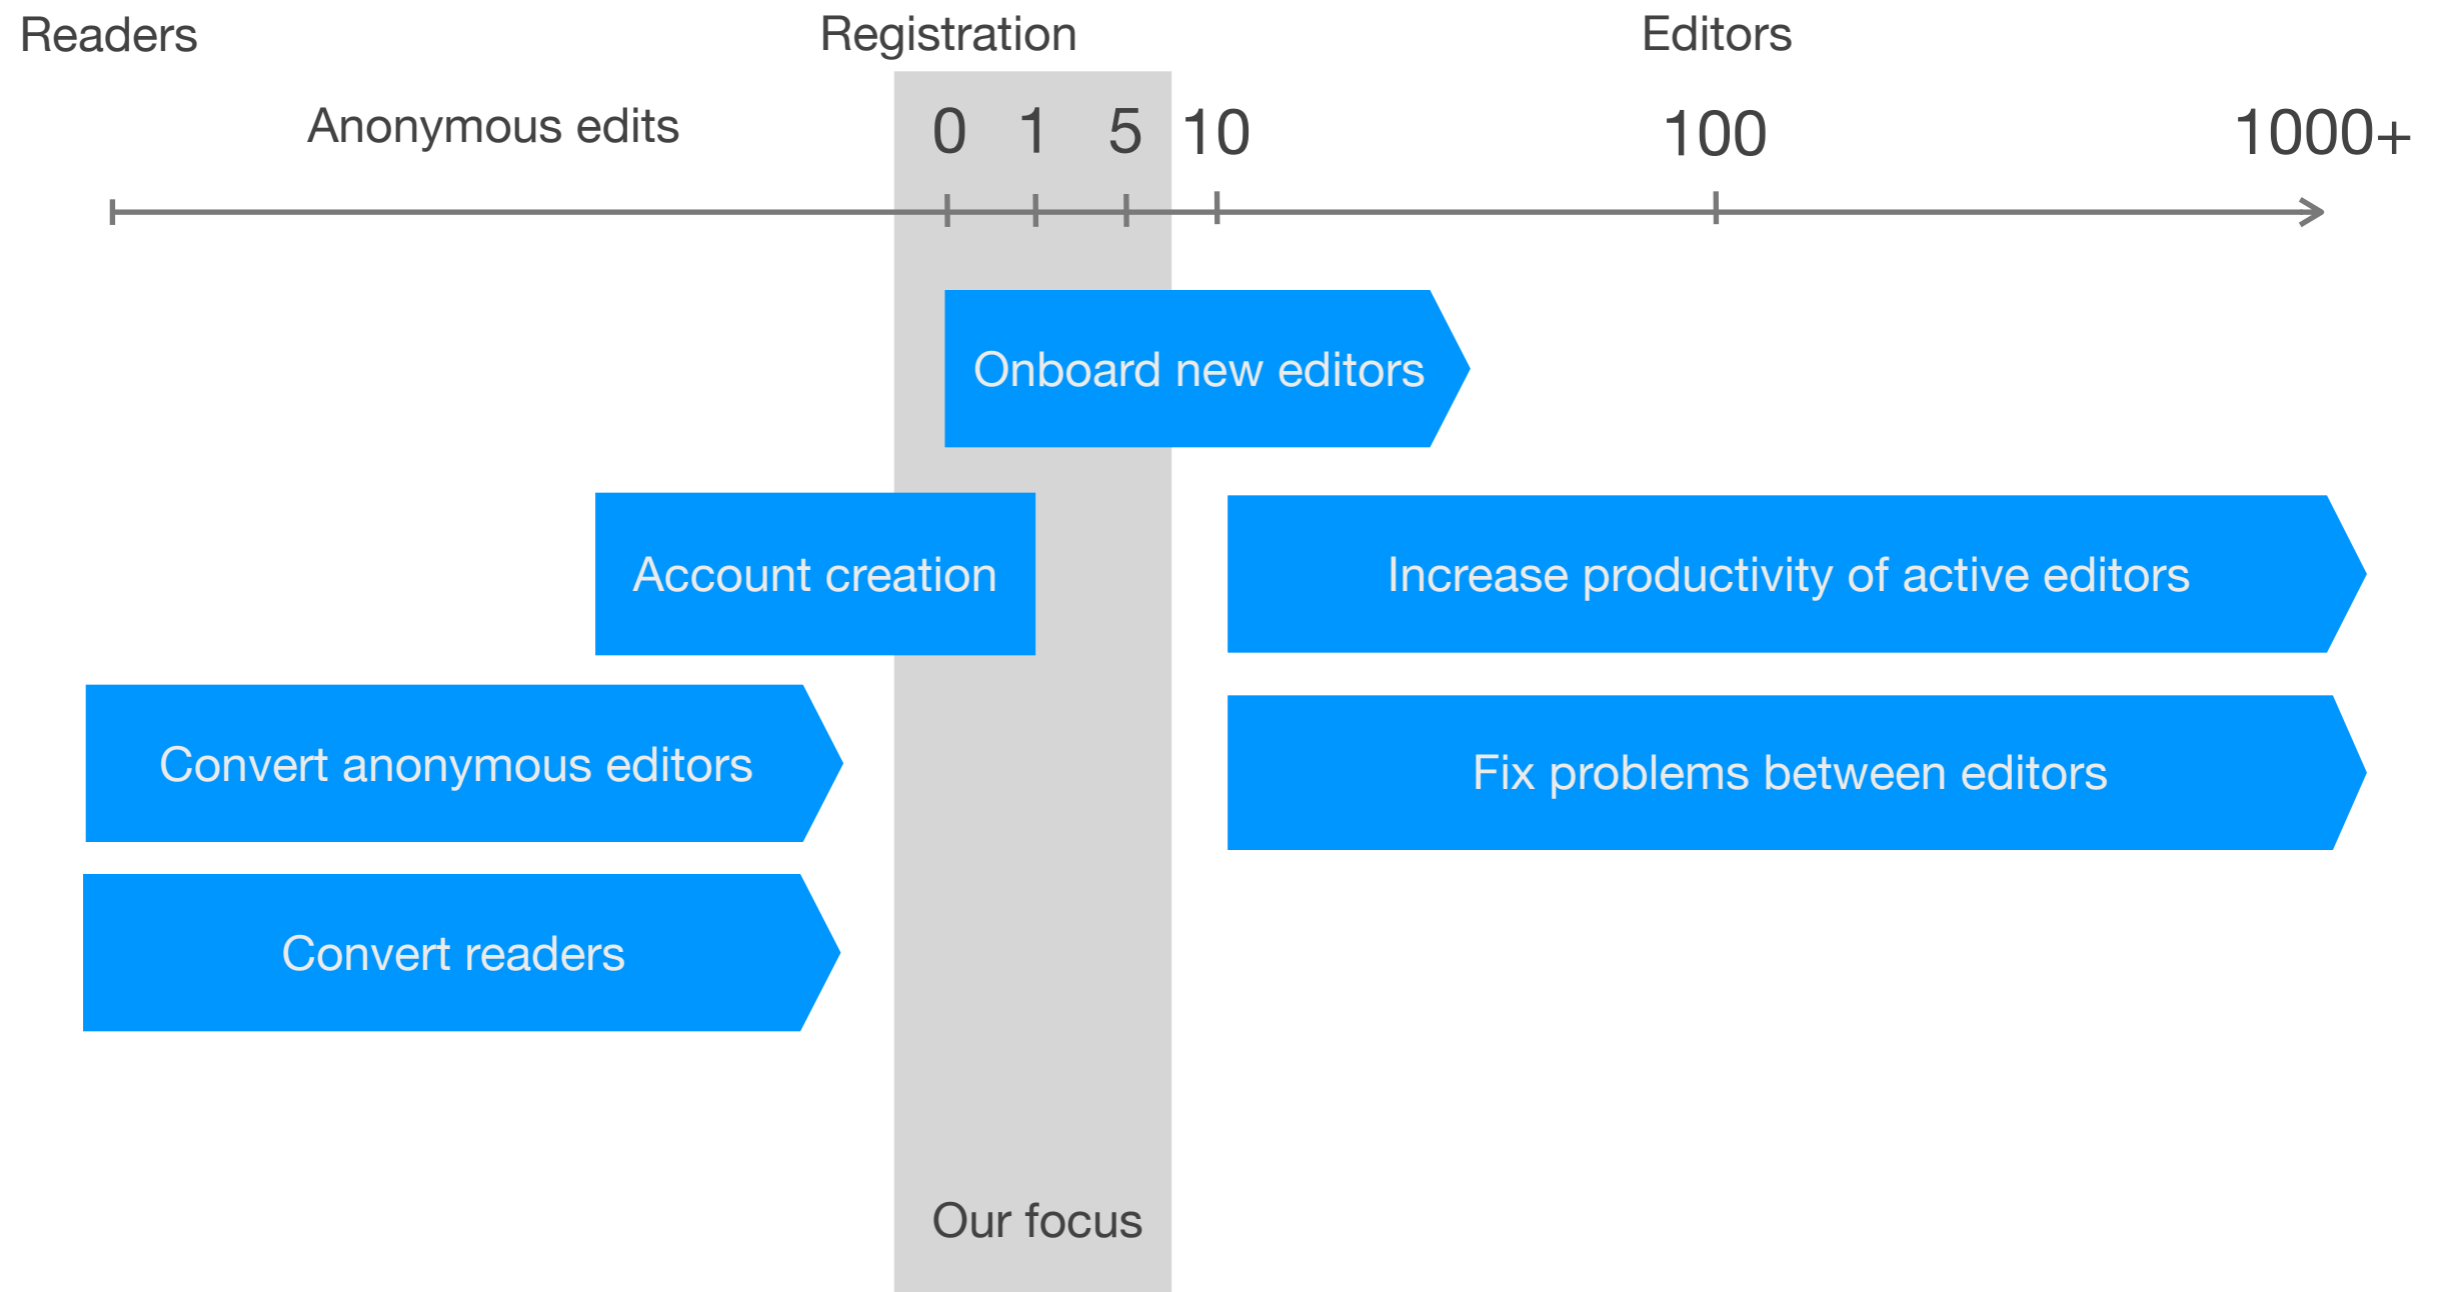 Readers Registration Editors
Anonymous edits 0 1 5 10 100 1000+
Onboard new editors
Account creation
Increase productivity of active editors
Convert anonymous editors
Fix problems between editors
Convert readers
Our focus